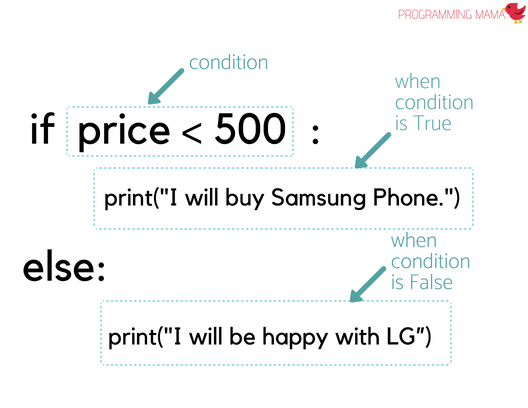 PROGRAMMING MAMA
condition
when
condition
is True
if price < 500 :
print("I will buy Samsung Phone.")
when
condition
is False
else:
print("I will be happy with LG”)